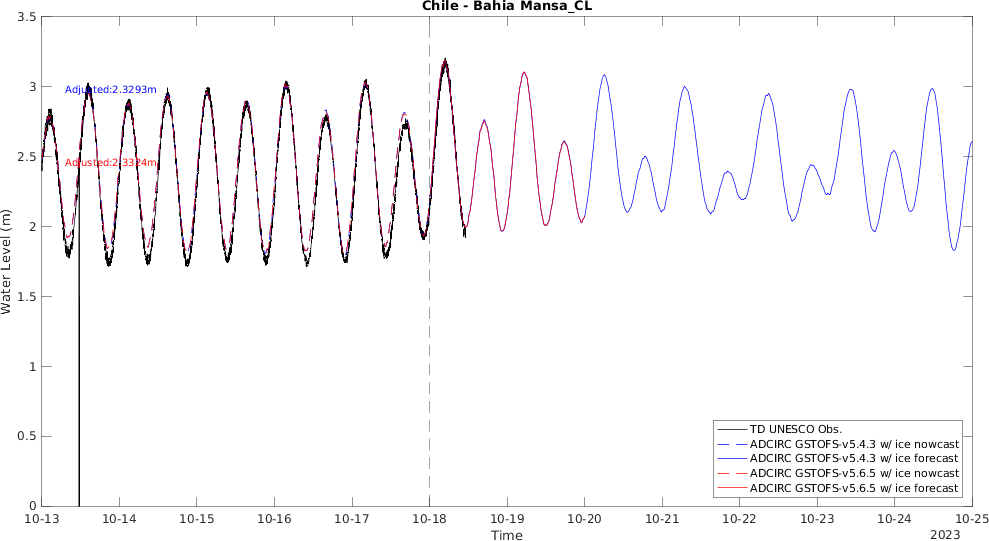 Chile - Bahia Mansa_CL
3.5
3
2.5
2
1.5
1
0.5
0
Water Level (m)
Adjusted:2.3293m
Adjusted:2.3324m
TD UNESCO Obs.
ADCIRC GSTOFS-v5.4.3 w/ ice nowcast
ADCIRC GSTOFS-v5.4.3 w/ ice forecast
ADCIRC GSTOFS-v5.6.5 w/ ice nowcast
ADCIRC GSTOFS-v5.6.5 w/ ice forecast
10-13 10-14 10-15 10-16 10-17 10-18 10-19 10-20 10-21 10-22 10-23 10-24 10-25
Time
2023